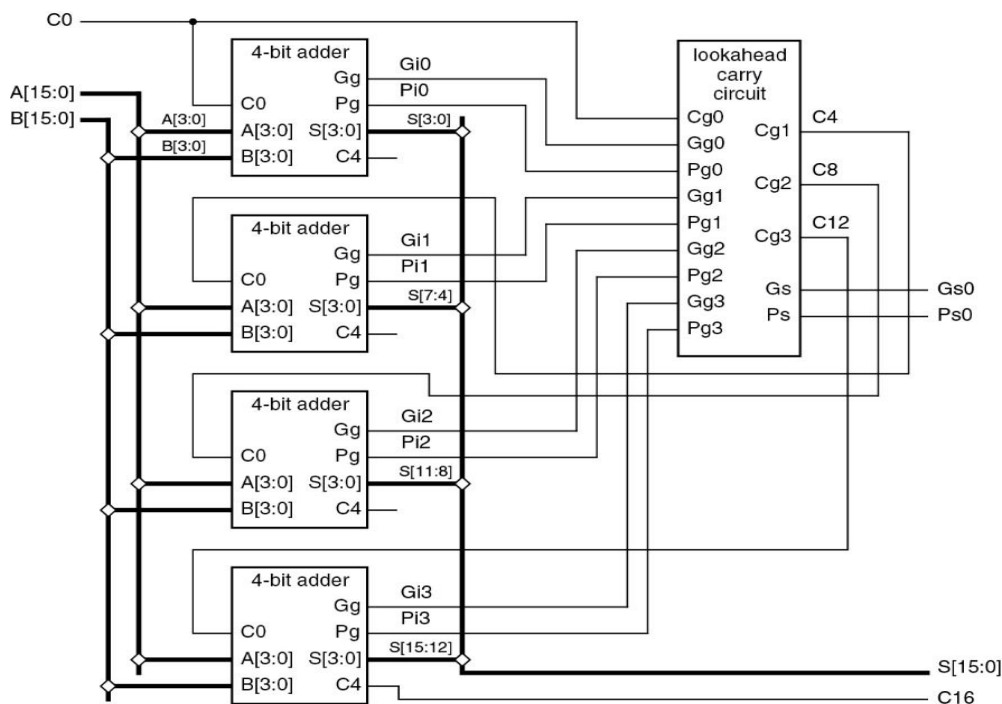 C0
A[15:0]
B[15:0]
4-bit adder
Gg
Pg
C0
A[3:0]
B[3:0]
A[3:0] S[3:0]
B[3:0] C4
Gi0
Pi0
S[3:0]
4-bit adder
Gg
C0 Pg
A[3:0] S[3:0]
B[3:0] C4
Gi1
Pi1
S[7:4]
4-bit adder
Gg
C0 Pg
A[3:0] S[3:0]
B[3:0] C4
Gi2
Pi2
S[11:8]
4-bit adder
Gg
C0 Pg
A[3:0] S[3:0]
B[3:0] C4
Gi3
Pi3
S[15:12]
lookahead
carry
circuit
Cg0
Gg0
Pg0
Gg1
Pg1
Gg2
Pg2
Gg3
Pg3
Cg1
Cg2
Cg3
Gs
Ps
C4
C8
C12
Gs0
Ps0
S[15:0]
C16